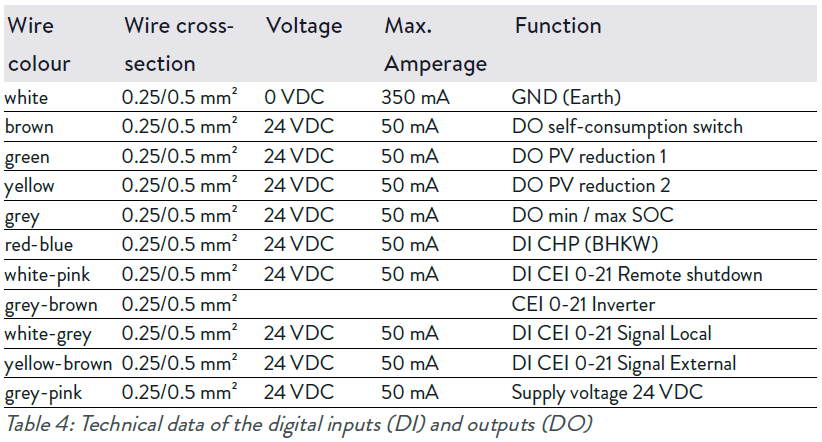 Wire colour Wire cross-section Voltage Max. Amperage Function
white 0.25/0.5 mm² 0 VDC 350 mA GND (Earth)
brown 0.25/0.5 mm² 24 VDC 50 mA DO self-consumption switch
green 0.25/0.5 mm² 24 VDC 50 mA DO PV reduction 1
yellow 0.25/0.5 mm² 24 VDC 50 mA DO PV reduction 2
grey 0.25/0.5 mm² 24 VDC 50 mA DO min / max SOC
red-blue 0.25/0.5 mm² 24 VDC 50 mA DI CHP (BHKW)
white-pink 0.25/0.5 mm² 24 VDC 50 mA DI CEI 0-21 Remote shutdown
grey-brown 0.25/0.5 mm² CEI 0-21 Inverter
white-grey 0.25/0.5 mm² 24 VDC 50 mA DI CEI 0-21 Signal Local
yellow-brown 0.25/0.5 mm² 24 VDC 50 mA DI CEI 0-21 Signal External
grey-pink 0.25/0.5 mm² 24 VDC 50 mA Supply voltage 24 VDC
Table 4: Technical data of the digital inputs (DI) and outputs (DO)